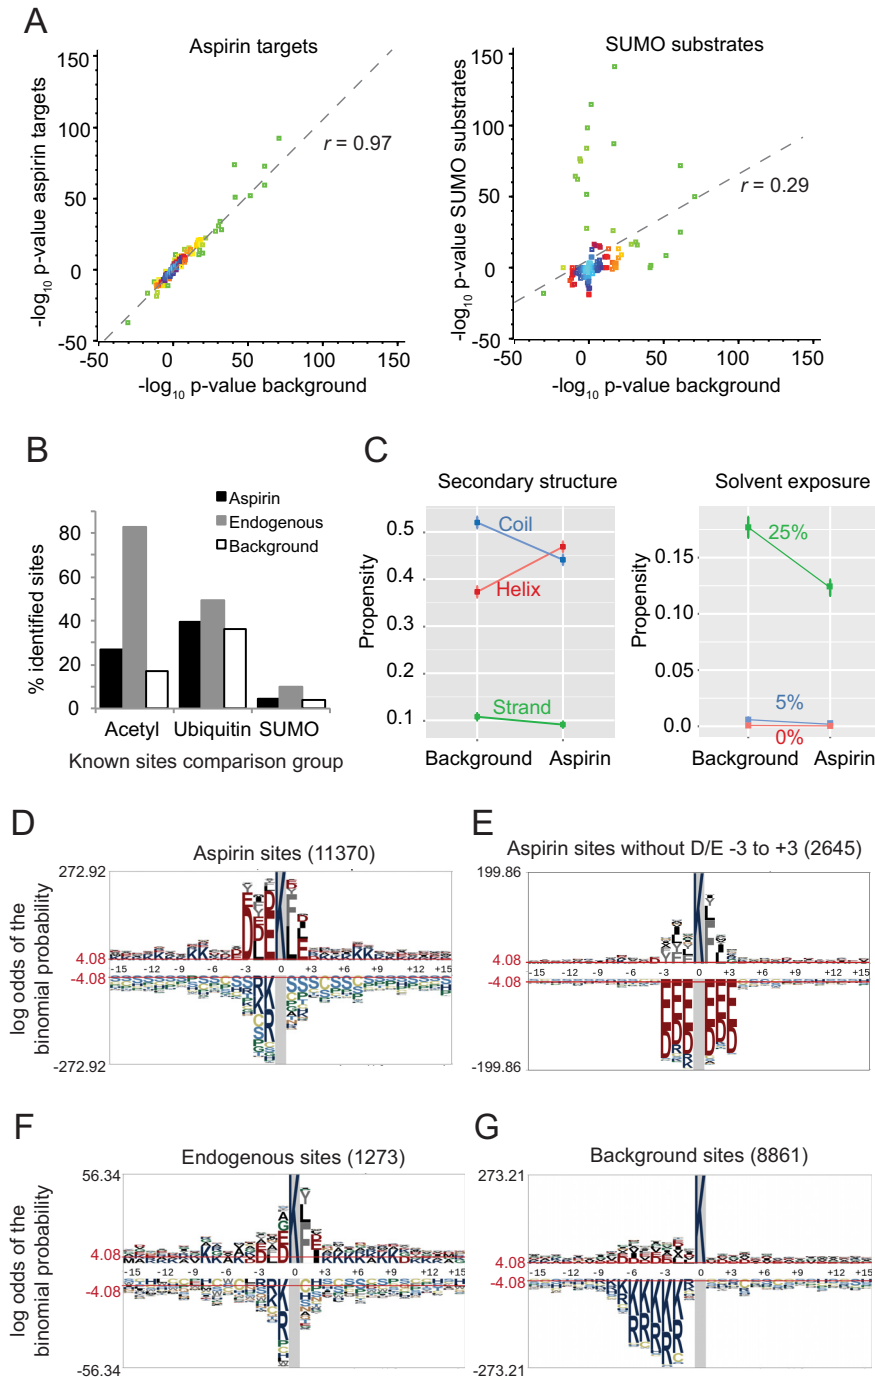 A
Aspirin targets
SUMO substrates
-log10 p-value aspirin targets
150
100
50
0
-50
r = 0.97
-50 0 50 100 150
-log10 p-value background
-log10 p-value SUMO substrates
150
100
50
0
-50
r = 0.29
-50 0 50 100 150
-log10 p-value background
B
Aspirin
Endogenous
Background
% identified sites
80
60
40
20
0
Acetyl Ubiquitin SUMO
Known sites comparison group
C
Secondary structure
Propensity
0.5
0.4
0.3
0.2
0.1
Coil
Helix
Strand
Background Aspirin
Solvent exposure
Propensity
0.15
0.10
0.05
0.0
25%
5%
0%
Background Aspirin
D
Aspirin sites (11370)
log odds of the
binomial probability
272.92
4.08
-4.08
-272.92
-15 -12 -9 -6 -3 0 +3 +6 +9 +12 +15
E
Aspirin sites without D/E -3 to +3 (2645)
199.86
4.08
-4.08
-199.86
-15 -12 -9 -6 -3 0 +3 +6 +9 +12 +15
F
Endogenous sites (1273)
log odds of the
binomial probability
56.34
4.08
-4.08
-56.34
-15 -12 -9 -6 -3 0 +3 +6 +9 +12 +15
G
Background sites (8861)
273.21
4.08
-4.08
-273.21
-15 -12 -9 -6 -3 0 +3 +6 +9 +12 +15